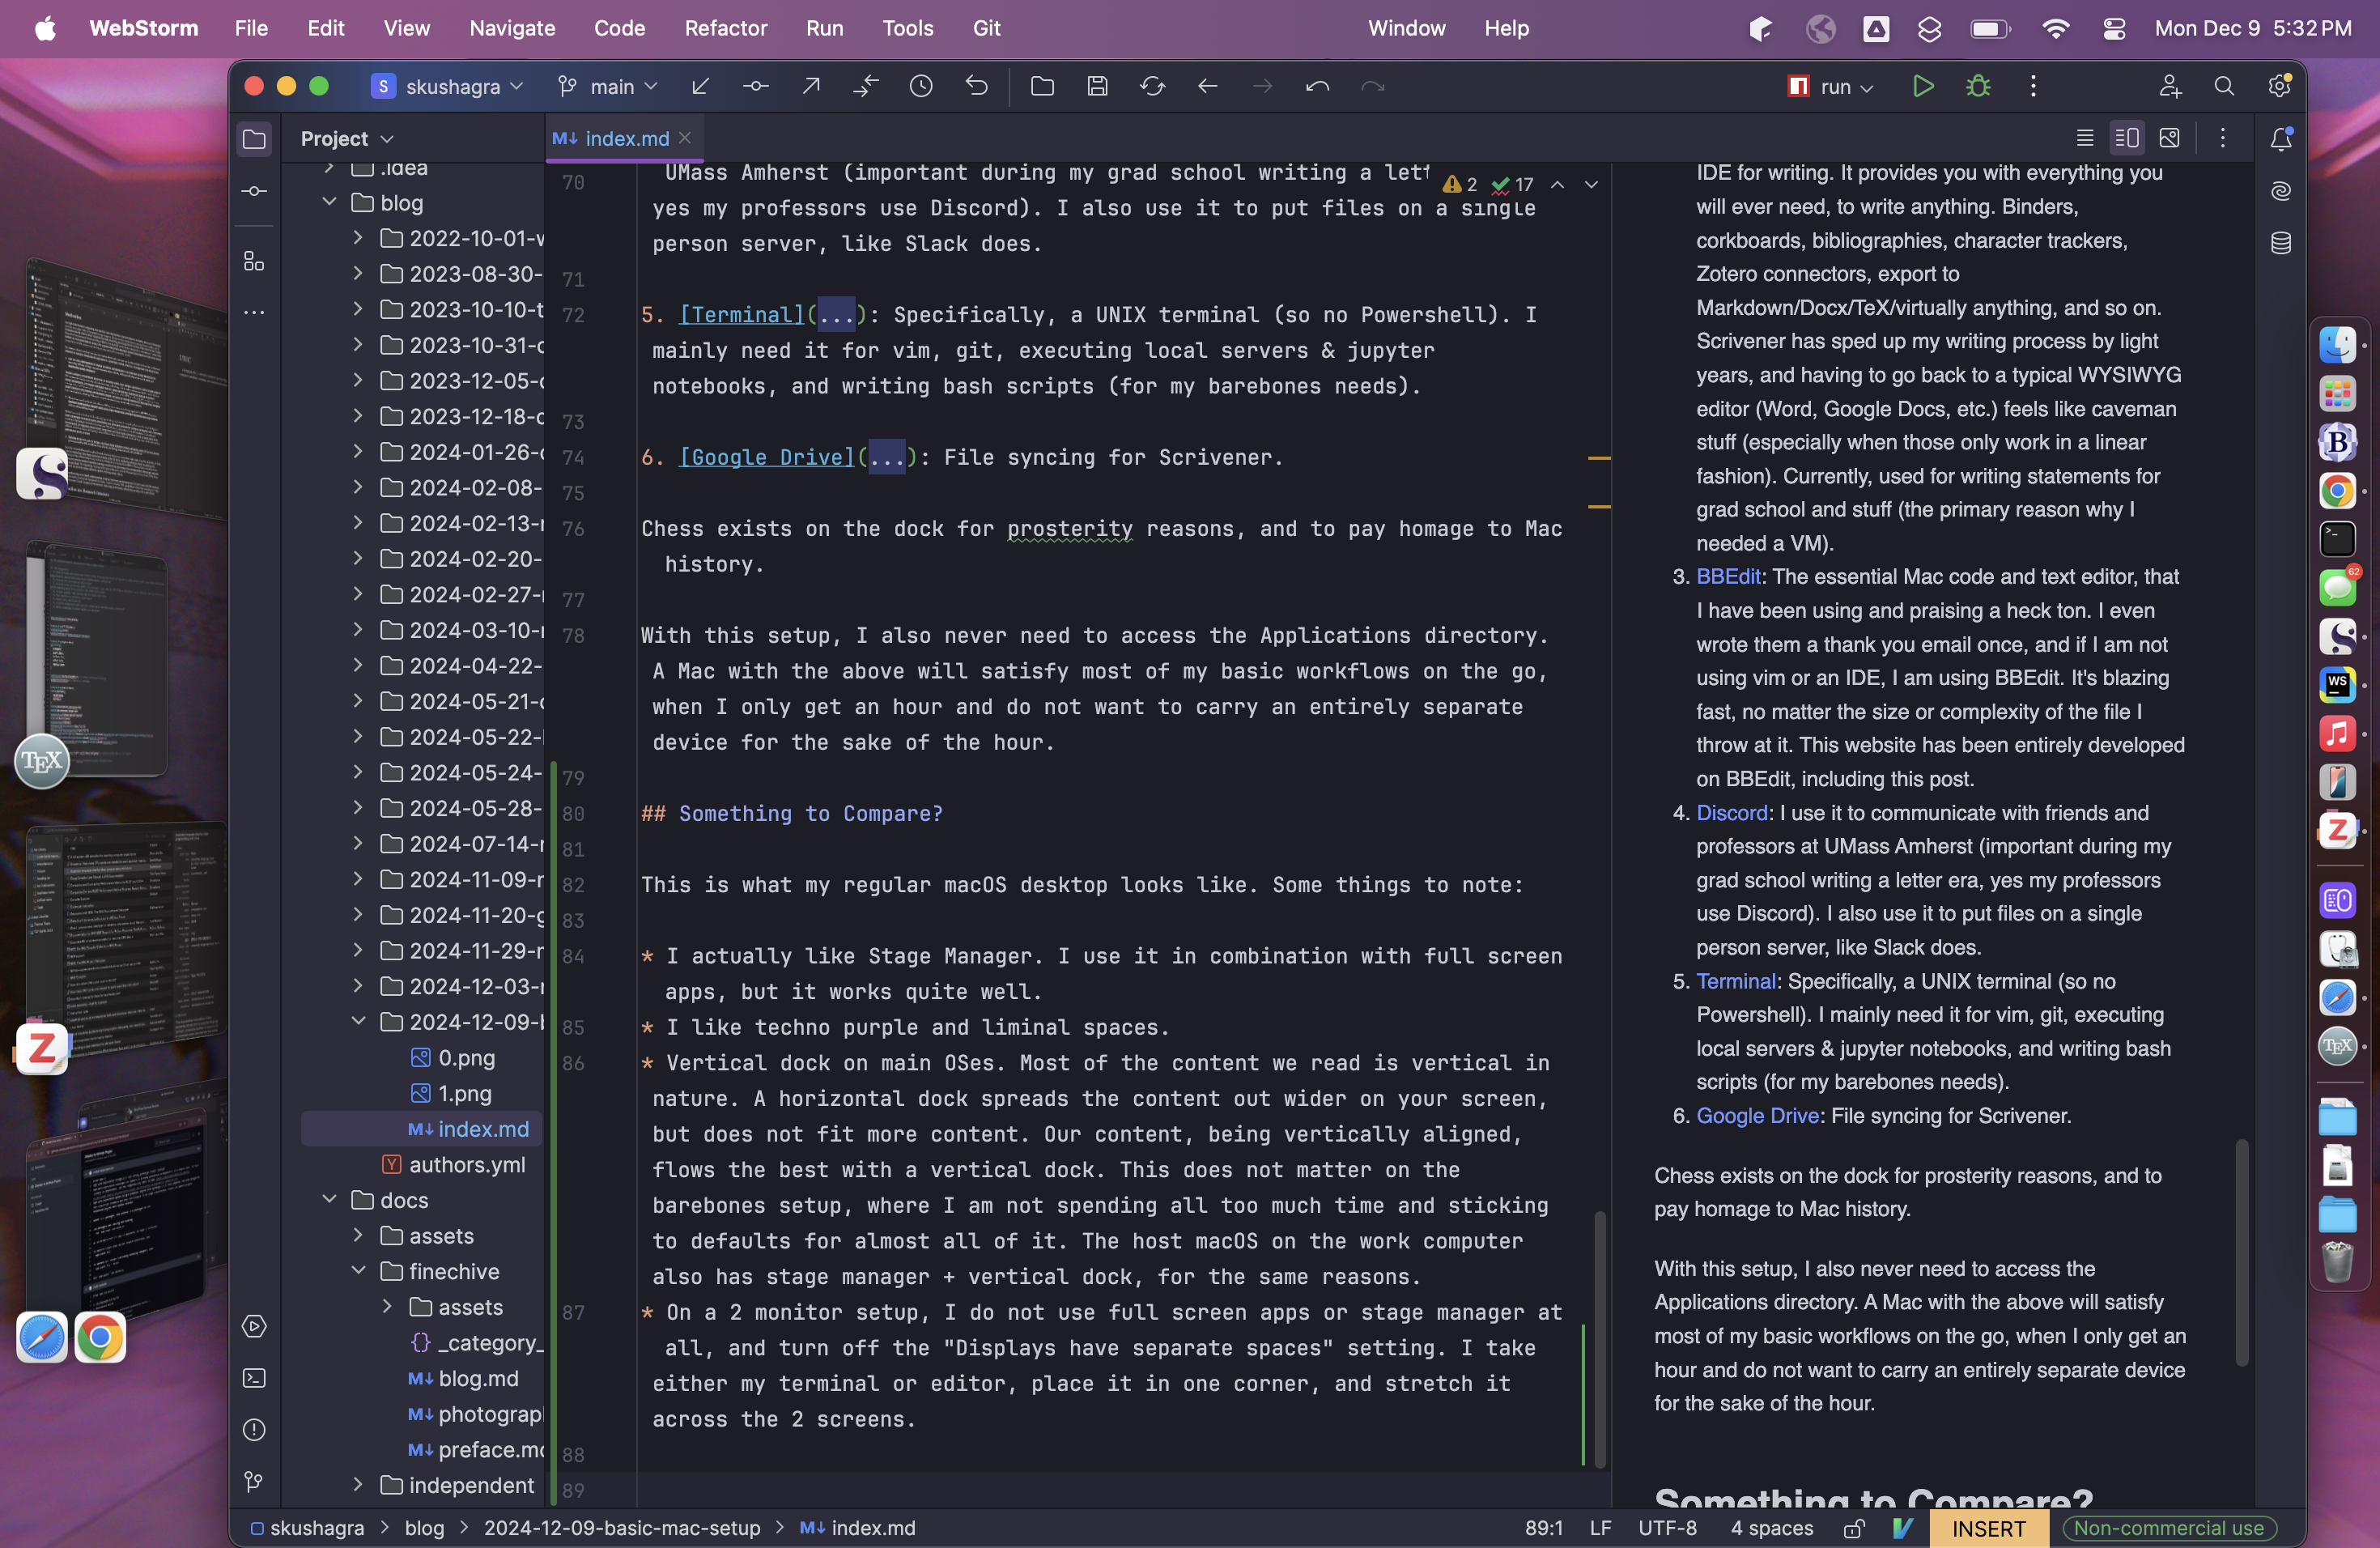 WebStorm File Edit View Navigate Code Refactor Run Tools Git Window Help Mon Dec 9 5:32 PM
S skushagra main run
Project
M↓ index.md
.idea
blog
2022-10-01-
2023-08-30-
2023-10-10-
2023-10-31-
2023-12-05-
2023-12-18-
2024-01-26-
2024-02-08-
2024-02-13-
2024-02-20-
2024-02-27-
2024-03-10-
2024-04-22-
2024-05-21-
2024-05-22-
2024-05-24-
2024-05-28-
2024-07-14-
2024-11-09-
2024-11-20-
2024-11-29-
2024-12-03-
2024-12-09-
0.png
1.png
M↓ index.md
Y authors.yml
docs
assets
finechive
assets
{} _category_
M↓ blog.md
M↓ photograp
M↓ preface.m
independent
2 17
70 UMass Amherst (important during my grad school writing a let
yes my professors use Discord). I also use it to put files on a single
person server, like Slack does.
71
72 5. [Terminal](...): Specifically, a UNIX terminal (so no Powershell). I
mainly need it for vim, git, executing local servers & jupyter
notebooks, and writing bash scripts (for my barebones needs).
73
74 6. [Google Drive](...): File syncing for Scrivener.
75
76 Chess exists on the dock for prosterity reasons, and to pay homage to Mac
history.
77
78 With this setup, I also never need to access the Applications directory.
A Mac with the above will satisfy most of my basic workflows on the go,
when I only get an hour and do not want to carry an entirely separate
device for the sake of the hour.
79
80 ## Something to Compare?
81
82 This is what my regular macOS desktop looks like. Some things to note:
83
84 * I actually like Stage Manager. I use it in combination with full screen
apps, but it works quite well.
85 * I like techno purple and liminal spaces.
86 * Vertical dock on main OSes. Most of the content we read is vertical in
nature. A horizontal dock spreads the content out wider on your screen,
but does not fit more content. Our content, being vertically aligned,
flows the best with a vertical dock. This does not matter on the
barebones setup, where I am not spending all too much time and sticking
to defaults for almost all of it. The host macOS on the work computer
also has stage manager + vertical dock, for the same reasons.
87 * On a 2 monitor setup, I do not use full screen apps or stage manager at
all, and turn off the "Displays have separate spaces" setting. I take
either my terminal or editor, place it in one corner, and stretch it
across the 2 screens.
88
89
IDE for writing. It provides you with everything you
will ever need, to write anything. Binders,
corkboards, bibliographies, character trackers,
Zotero connectors, export to
Markdown/Docx/TeX/virtually anything, and so on.
Scrivener has sped up my writing process by light
years, and having to go back to a typical WYSIWYG
editor (Word, Google Docs, etc.) feels like caveman
stuff (especially when those only work in a linear
fashion). Currently, used for writing statements for
grad school and stuff (the primary reason why I
needed a VM).
3. BBEdit: The essential Mac code and text editor, that
I have been using and praising a heck ton. I even
wrote them a thank you email once, and if I am not
using vim or an IDE, I am using BBEdit. It's blazing
fast, no matter the size or complexity of the file I
throw at it. This website has been entirely developed
on BBEdit, including this post.
4. Discord: I use it to communicate with friends and
professors at UMass Amherst (important during my
grad school writing a letter era, yes my professors
use Discord). I also use it to put files on a single
person server, like Slack does.
5. Terminal: Specifically, a UNIX terminal (so no
Powershell). I mainly need it for vim, git, executing
local servers & jupyter notebooks, and writing bash
scripts (for my barebones needs).
6. Google Drive: File syncing for Scrivener.
Chess exists on the dock for prosterity reasons, and to
pay homage to Mac history.
With this setup, I also never need to access the
Applications directory. A Mac with the above will satisfy
most of my basic workflows on the go, when I only get an
hour and do not want to carry an entirely separate device
for the sake of the hour.
Something to Compare?
skushagra > blog > 2024-12-09-basic-mac-setup > M↓ index.md
89:1 LF UTF-8 4 spaces INSERT Non-commercial use
TEX
Z
B
62
WS
Z
TEX